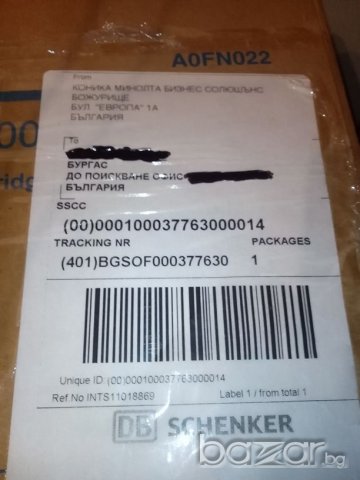 A0FN022
From
КОНИКА МИНОЛТА БИЗНЕС СОЛЮШЪНС
БОЖУРИЩЕ
БУЛ. "ЕВРОПА" 1А
БЪЛГАРИЯ
00
ridg
To
БУРГАС
ДО ПОИСКВАНЕ ОФИС
БЪЛГАРИЯ
SSCC
(00)000100037763000014
TRACKING NR PACKAGES
(401)BGSOF000377630 1
Unique ID: (00)000100037763000014
Ref No INTS11018869 Label 1 / from total 1
DB SCHENKER
bazar.bg